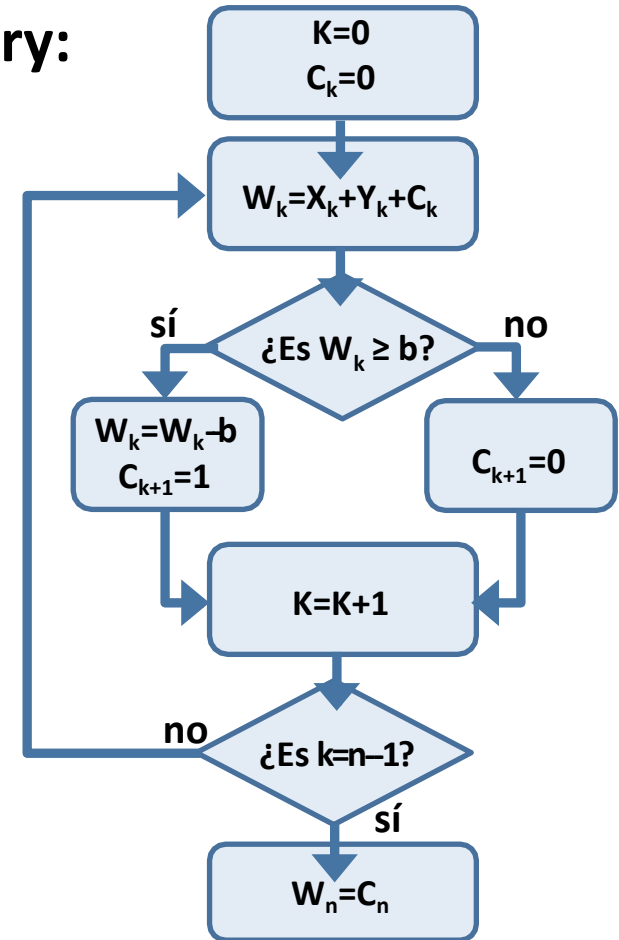 ry:
K=0
Cₖ=0
Wₖ=Xₖ+Yₖ+Cₖ
¿Es Wₖ ≥ b?
sí
no
Wₖ=Wₖ–b
Cₖ₊₁=1
Cₖ₊₁=0
K=K+1
¿Es k=n–1?
no
sí
Wₙ=Cₙ